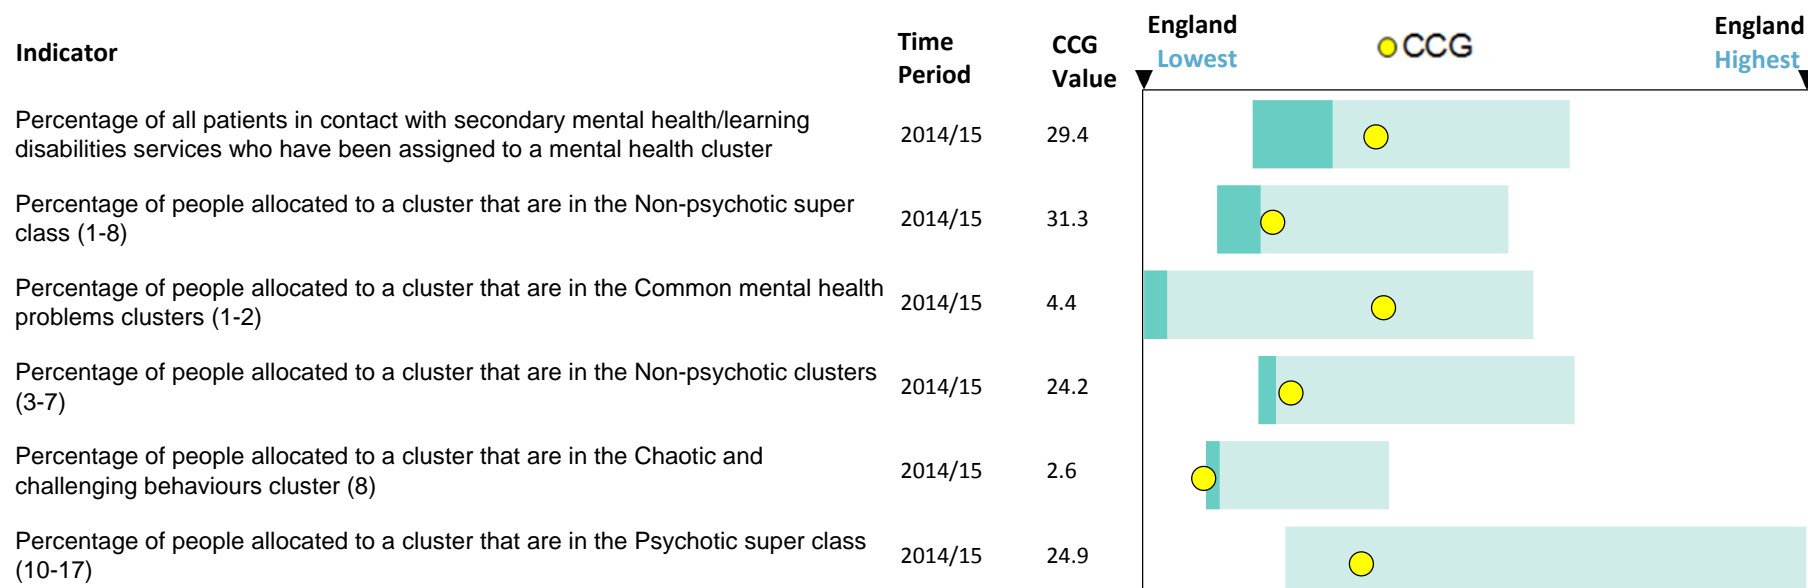 Indicator
Time Period
CCG Value
England Lowest
CCG
England Highest
Percentage of all patients in contact with secondary mental health/learning
disabilities services who have been assigned to a mental health cluster
2014/15
29.4
Percentage of people allocated to a cluster that are in the Non-psychotic super
class (1-8)
2014/15
31.3
Percentage of people allocated to a cluster that are in the Common mental health
problems clusters (1-2)
2014/15
4.4
Percentage of people allocated to a cluster that are in the Non-psychotic clusters
(3-7)
2014/15
24.2
Percentage of people allocated to a cluster that are in the Chaotic and
challenging behaviours cluster (8)
2014/15
2.6
Percentage of people allocated to a cluster that are in the Psychotic super class
(10-17)
2014/15
24.9